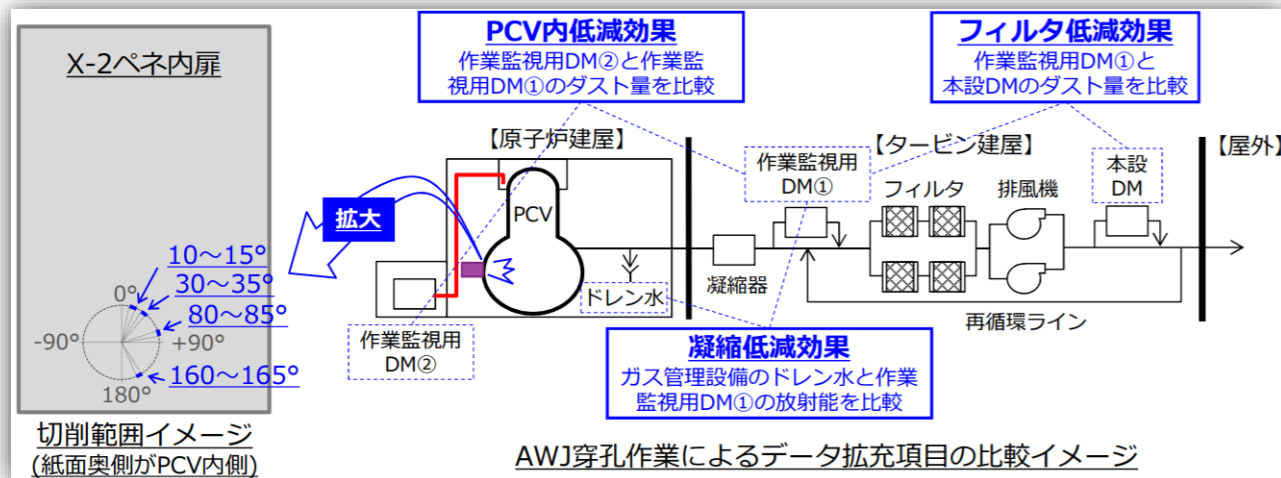 X-2ペネ内扉
10～15°
0°
30～35°
80～85°
-90°
+90°
160～165°
180°
切削範囲イメージ
(紙面奥側がPCV内側)
拡大
PCV内低減効果
作業監視用DM②と作業監
視用DM①のダスト量を比較
フィルタ低減効果
作業監視用DM①と
本設DMのダスト量を比較
【原子炉建屋】
【タービン建屋】
【屋外】
PCV
作業監視用
DM②
ドレン水
凝縮器
作業監視用
DM①
フィルタ
排風機
本設
DM
再循環ライン
凝縮低減効果
ガス管理設備のドレン水と作業
監視用DM①の放射能を比較
AWJ穿孔作業によるデータ拡充項目の比較イメージ